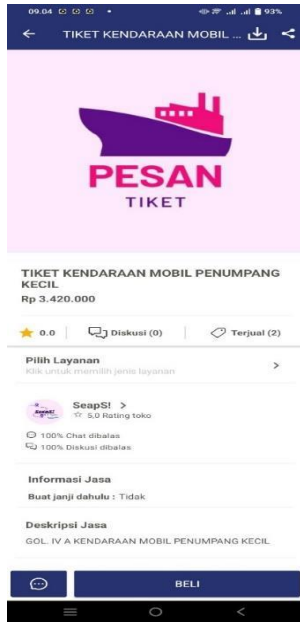 09.04
93%
TIKET KENDARAAN MOBIL ...
PESAN
TIKET
TIKET KENDARAAN MOBIL PENUMPANG
KECIL
Rp 3.420.000
0.0
Diskusi (0)
Terjual (2)
Pilih Layanan
Klik untuk memilih jenis layanan
SeapS! >
5.0 Rating toko
100% Chat dibalas
100% Diskusi dibalas
Informasi Jasa
Buat janji dahulu : Tidak
Deskripsi Jasa
GOL. IV A KENDARAAN MOBIL PENUMPANG KECIL
BELI